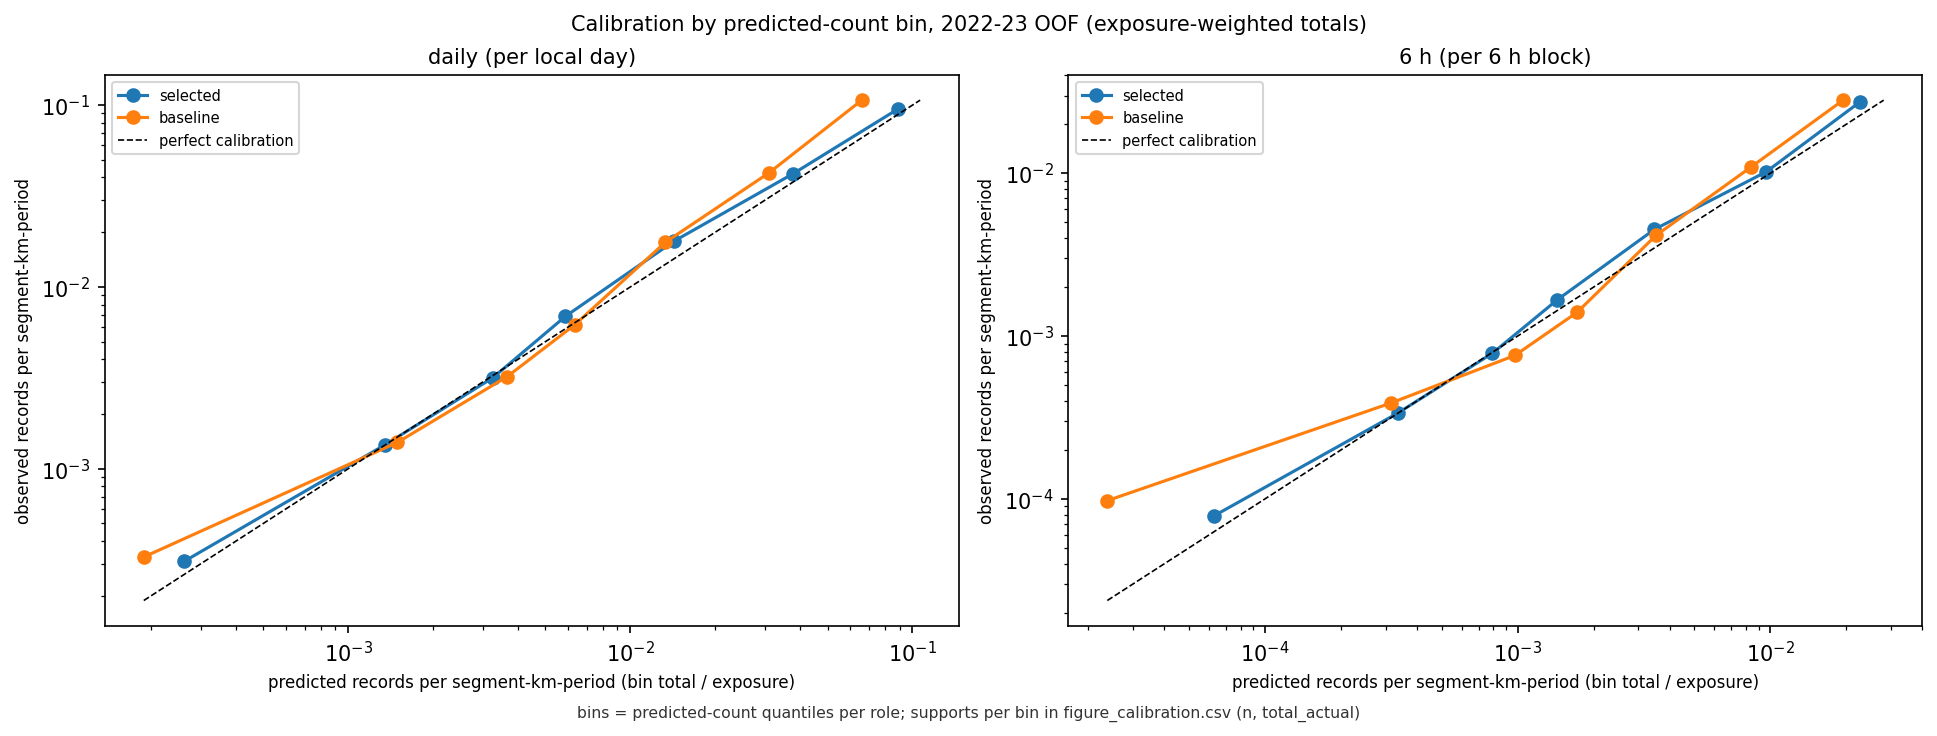 Calibration by predicted-count bin, 2022-23 OOF (exposure-weighted totals)
daily (per local day)
selected
baseline
perfect calibration
10⁻¹
10⁻²
10⁻³
observed records per segment-km-period
10⁻³
10⁻²
10⁻¹
predicted records per segment-km-period (bin total / exposure)
6 h (per 6 h block)
selected
baseline
perfect calibration
10⁻²
10⁻³
10⁻⁴
observed records per segment-km-period
10⁻⁴
10⁻³
10⁻²
predicted records per segment-km-period (bin total / exposure)
bins = predicted-count quantiles per role; supports per bin in figure_calibration.csv (n, total_actual)